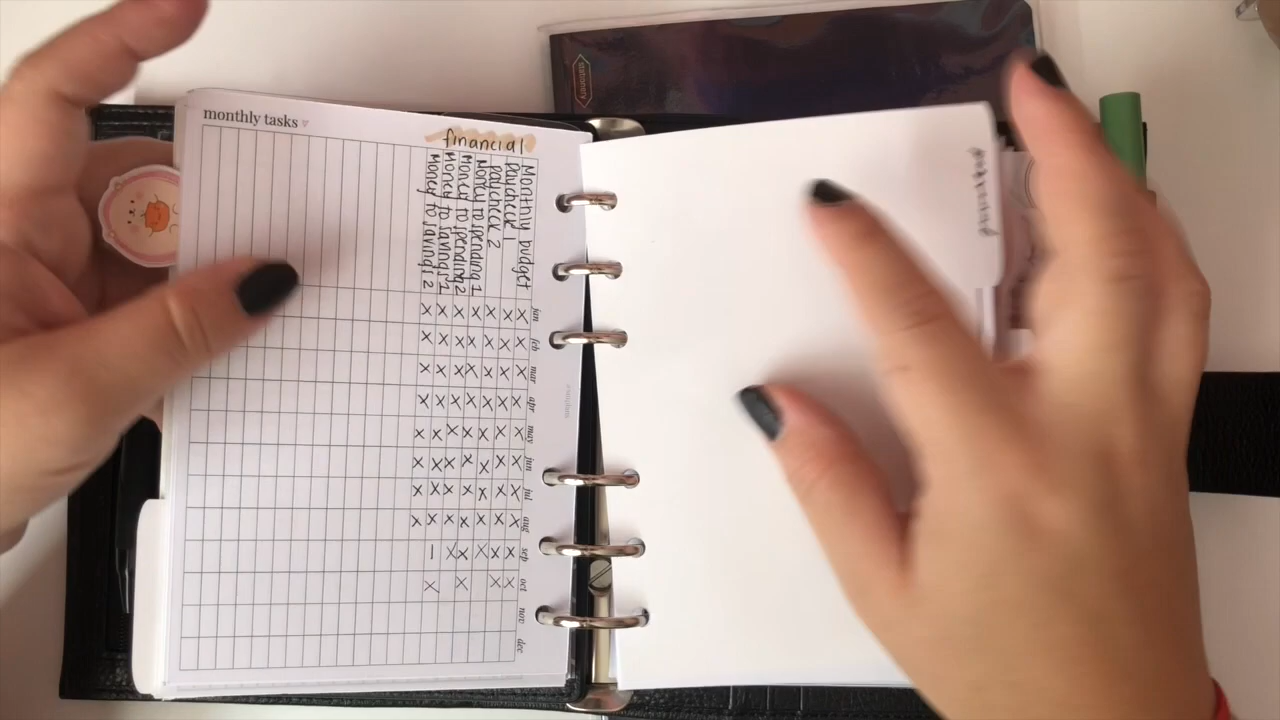 monthly tasks
financial
Monthly budget
Paycheck 1
paycheck 2
Money to spending 1
Money to spending 2
Money to savings 1
Money to savings 2
jan
feb
mar
apr
may
jun
jul
aug
sep
oct
nov
dec
x x x x x x x
x x x x x x x
x x x x x x x
x x x x x x x
x x x x x x x
x x x x x x x
x x x x x x x
x x x x x x x
– x x x x x
x x x x
stationery